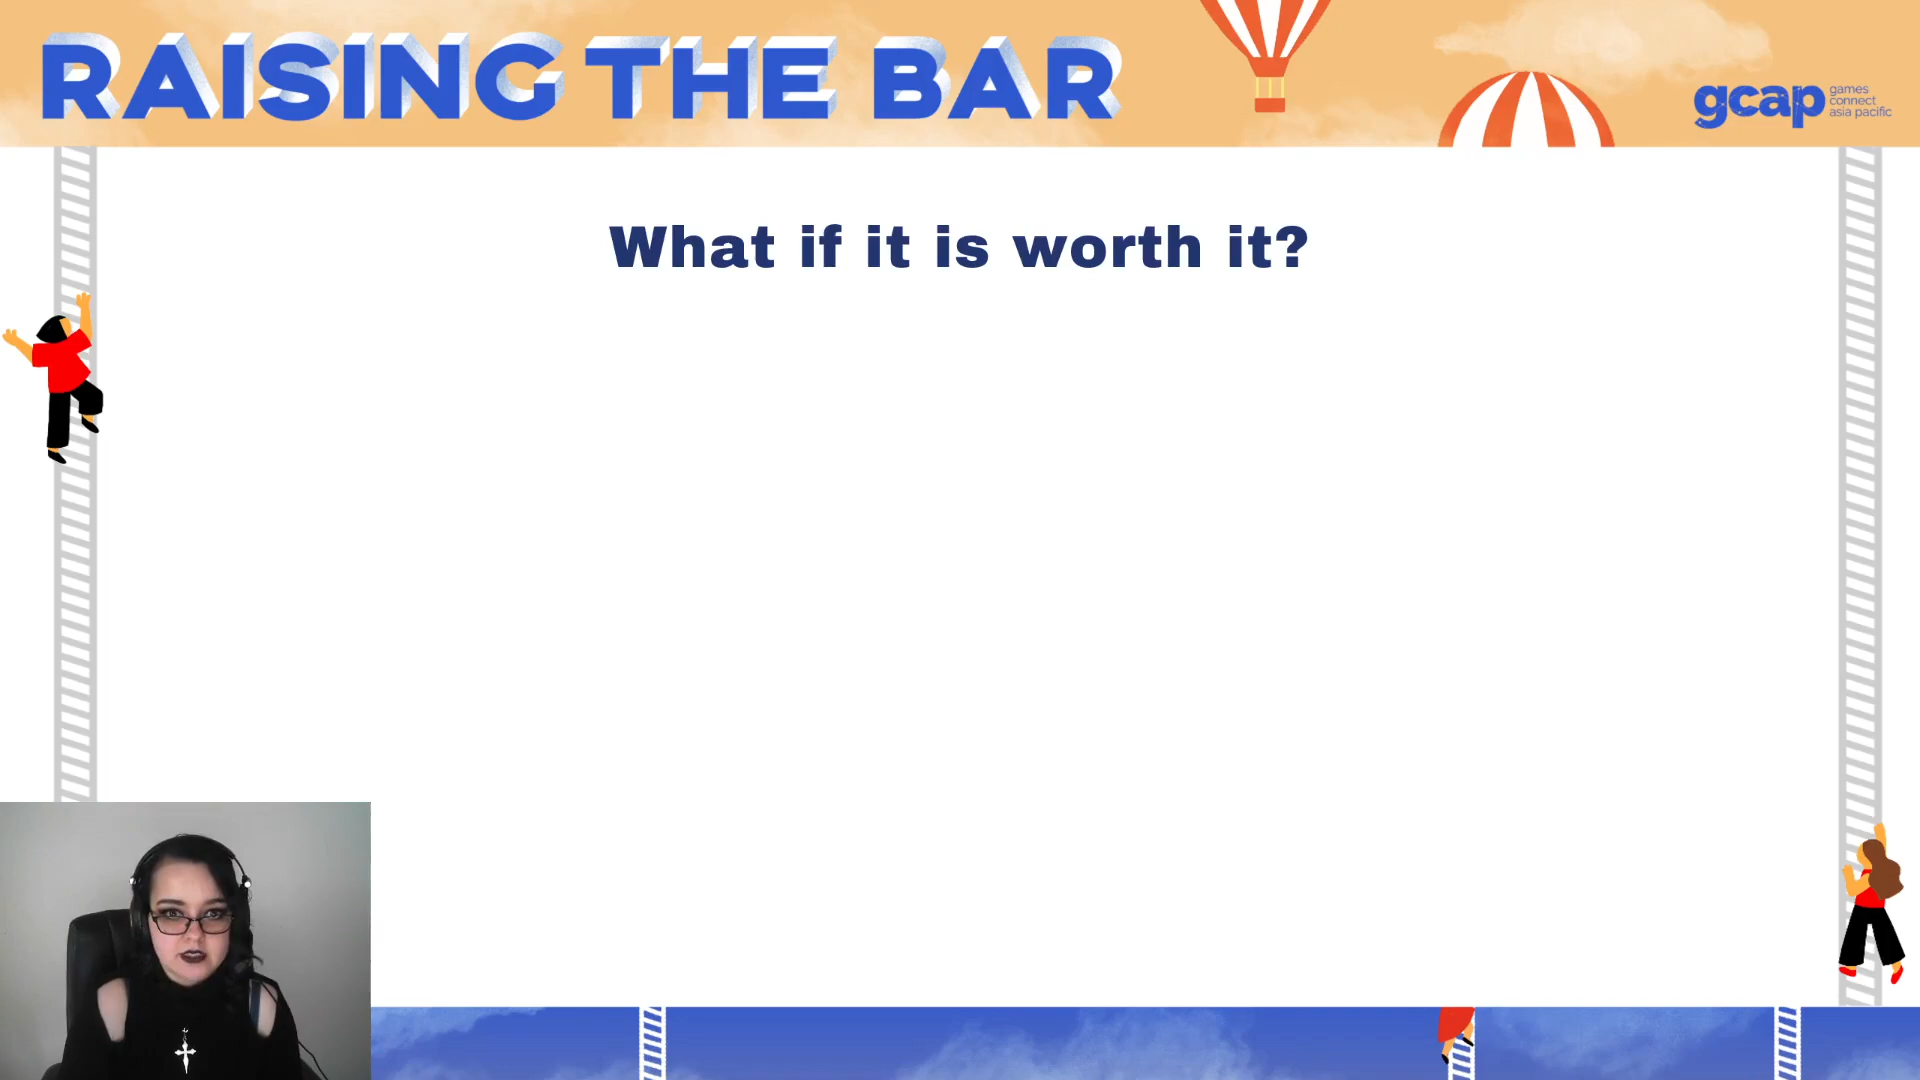 RAISING THE BAR
gcap games
connect
asia pacific
What if it is worth it?